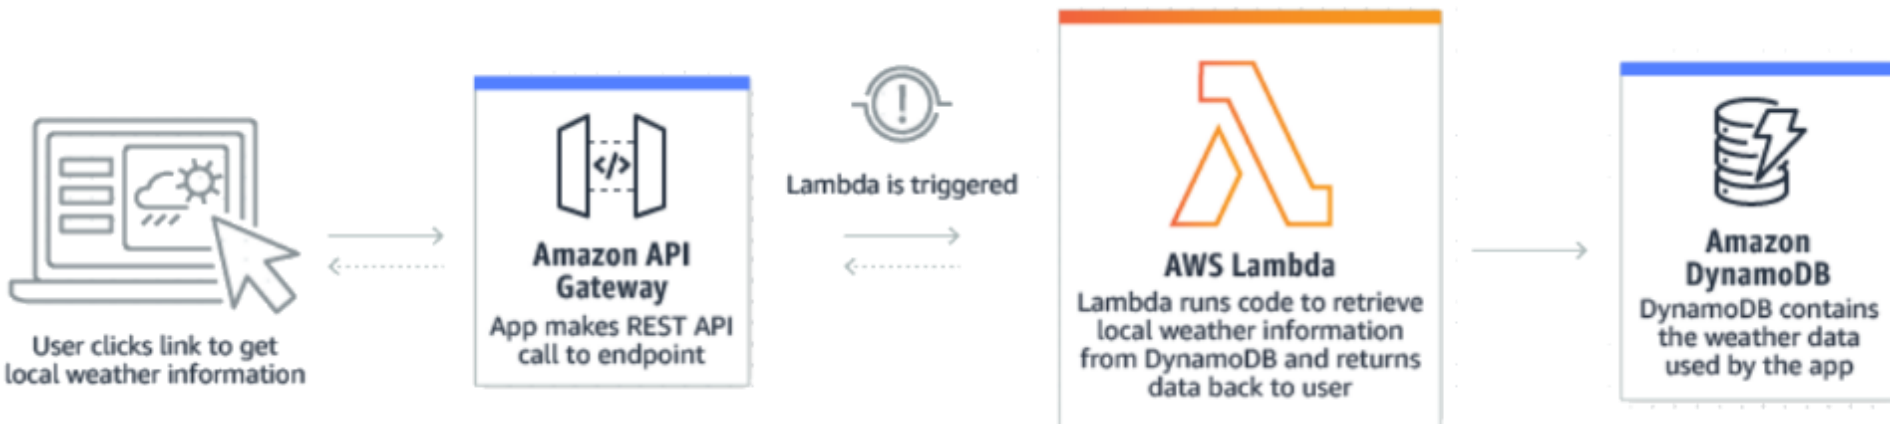 User clicks link to get
local weather information
</>
Amazon API
Gateway
App makes REST API
call to endpoint
!
Lambda is triggered
AWS Lambda
Lambda runs code to retrieve
local weather information
from DynamoDB and returns
data back to user
Amazon
DynamoDB
DynamoDB contains
the weather data
used by the app